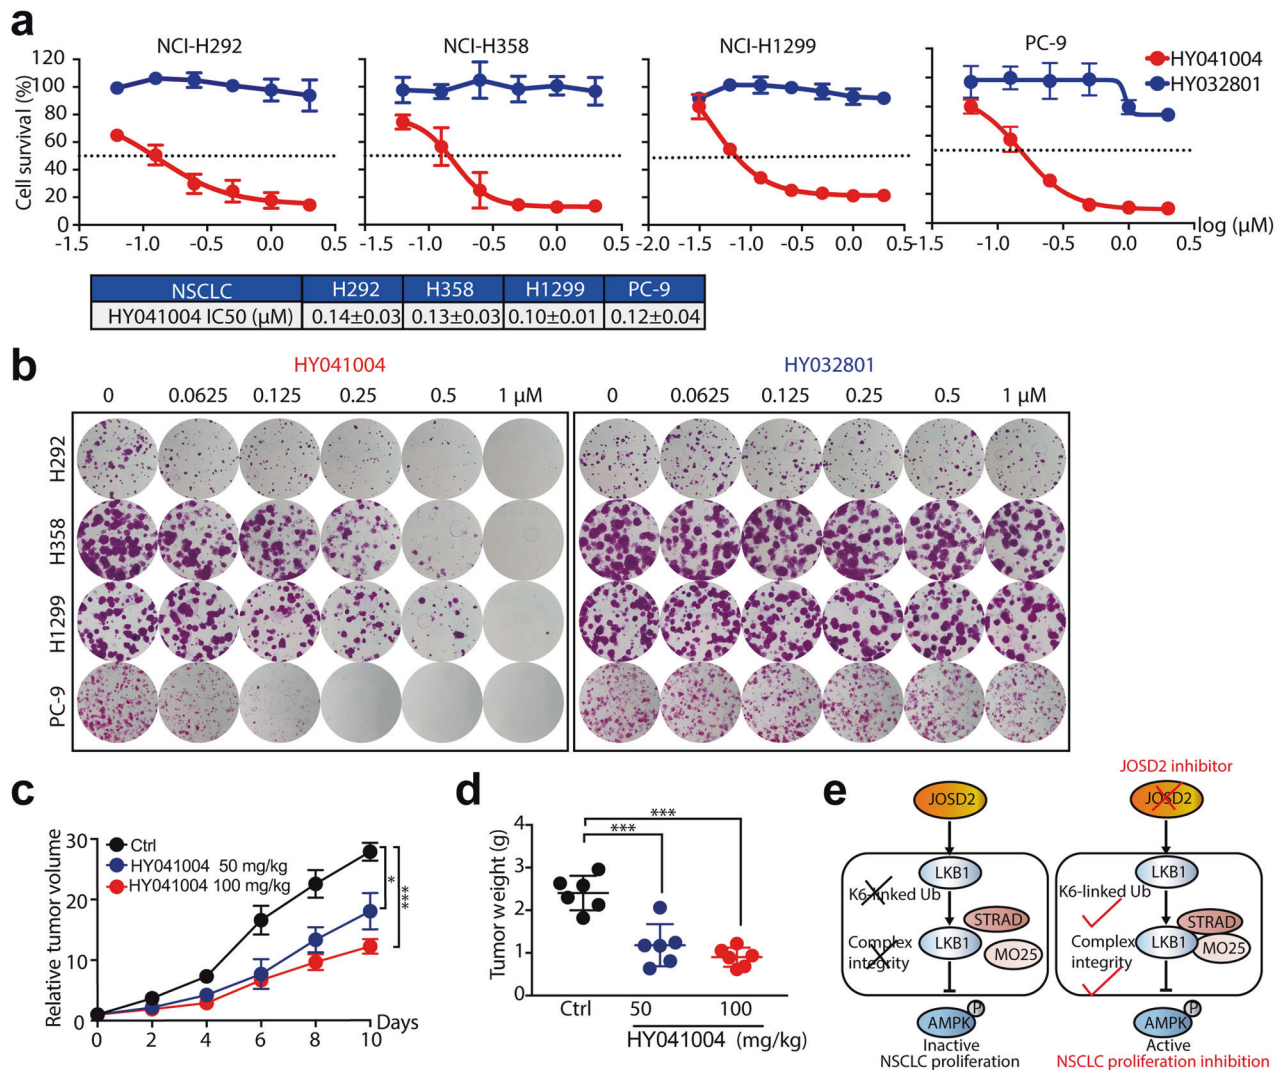 a
NCI-H292
NCI-H358
NCI-H1299
PC-9
HY041004
HY032801
Cell survival (%)
120
100
80
60
40
20
0
-1.5 -1.0 -0.5 0.0 0.5
-1.5 -1.0 -0.5 0.0 0.5
-2.0 -1.5 -1.0 -0.5 0.0 0.5
-1.5 -1.0 -0.5 0.0 0.5
log (μM)
NSCLC H292 H358 H1299 PC-9
HY041004 IC50 (μM) 0.14±0.03 0.13±0.03 0.10±0.01 0.12±0.04
b
HY041004
HY032801
0 0.0625 0.125 0.25 0.5 1 μM
0 0.0625 0.125 0.25 0.5 1 μM
H292
H358
H1299
PC-9
c
Relative tumor volume
30
20
10
0
Ctrl
HY041004 50 mg/kg
HY041004 100 mg/kg
*
***
0 2 4 6 8 10
Days
d
Tumor weight (g)
4
3
2
1
0
***
***
Ctrl 50 100
HY041004 (mg/kg)
e
JOSD2
LKB1
K6-linked Ub
STRAD
LKB1
Complex
integrity
MO25
P
AMPK
Inactive
NSCLC proliferation
JOSD2 inhibitor
JOSD2
LKB1
K6-linked Ub
STRAD
Complex
integrity
LKB1
MO25
P
AMPK
Active
NSCLC proliferation inhibition